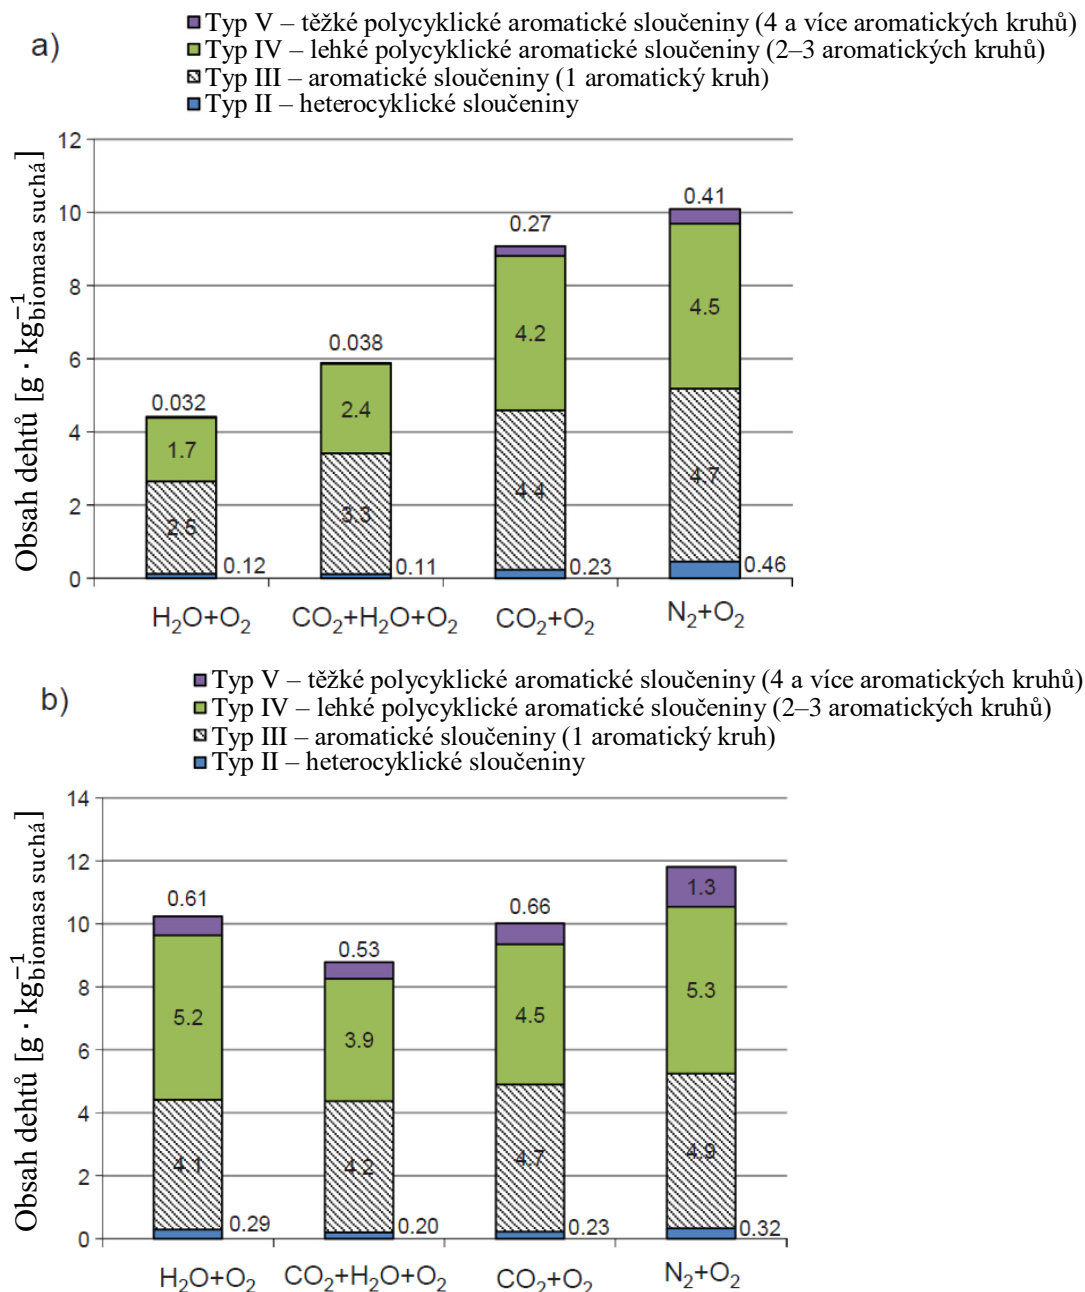 a)
Typ V – těžké polycyklické aromatické sloučeniny (4 a více aromatických kruhů)
Typ IV – lehké polycyklické aromatické sloučeniny (2–3 aromatických kruhů)
Typ III – aromatické sloučeniny (1 aromatický kruh)
Typ II – heterocyklické sloučeniny
Obsah dehtů [g · kg⁻¹ biomasa suchá]
12
10
8
6
4
2
0
0.032
1.7
2.5
0.12
0.038
2.4
3.3
0.11
0.27
4.2
4.4
0.23
0.41
4.5
4.7
0.46
H₂O+O₂
CO₂+H₂O+O₂
CO₂+O₂
N₂+O₂
b)
Typ V – těžké polycyklické aromatické sloučeniny (4 a více aromatických kruhů)
Typ IV – lehké polycyklické aromatické sloučeniny (2–3 aromatických kruhů)
Typ III – aromatické sloučeniny (1 aromatický kruh)
Typ II – heterocyklické sloučeniny
Obsah dehtů [g · kg⁻¹ biomasa suchá]
14
12
10
8
6
4
2
0
0.61
5.2
4.1
0.29
0.53
3.9
4.2
0.20
0.66
4.5
4.7
0.23
1.3
5.3
4.9
0.32
H₂O+O₂
CO₂+H₂O+O₂
CO₂+O₂
N₂+O₂